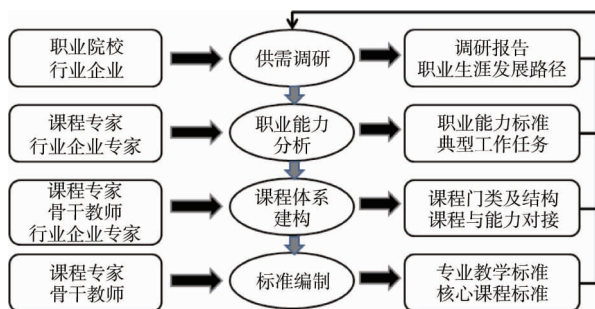 职业院校
行业企业
供需调研
调研报告
职业生涯发展路径
课程专家
行业企业专家
职业能力
分析
职业能力标准
典型工作任务
课程专家
骨干教师
行业企业专家
课程体系
建构
课程门类及结构
课程与能力对接
课程专家
骨干教师
标准编制
专业教学标准
核心课程标准